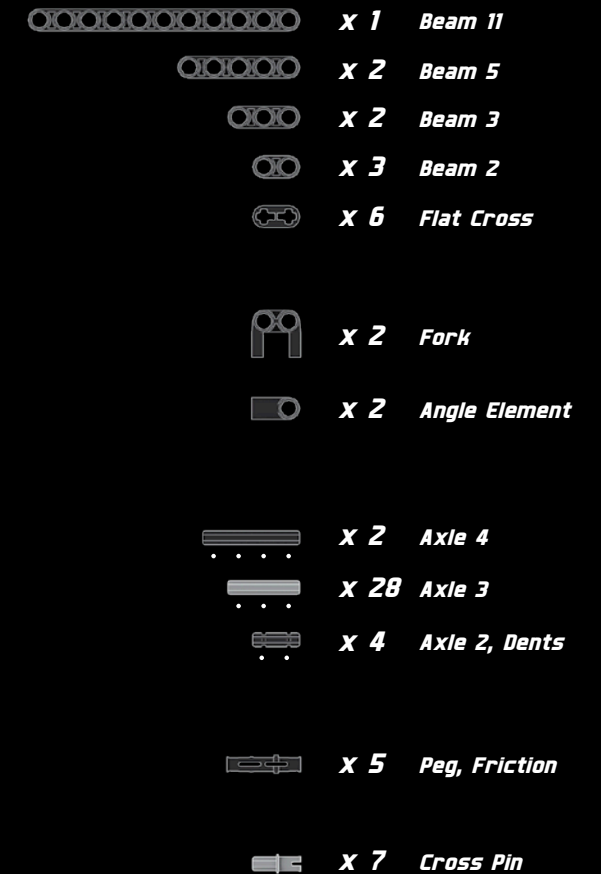 x 1 Beam 11
x 2 Beam 5
x 2 Beam 3
x 3 Beam 2
x 6 Flat Cross
x 2 Fork
x 2 Angle Element
x 2 Axle 4
x 28 Axle 3
x 4 Axle 2, Dents
x 5 Peg, Friction
x 7 Cross Pin